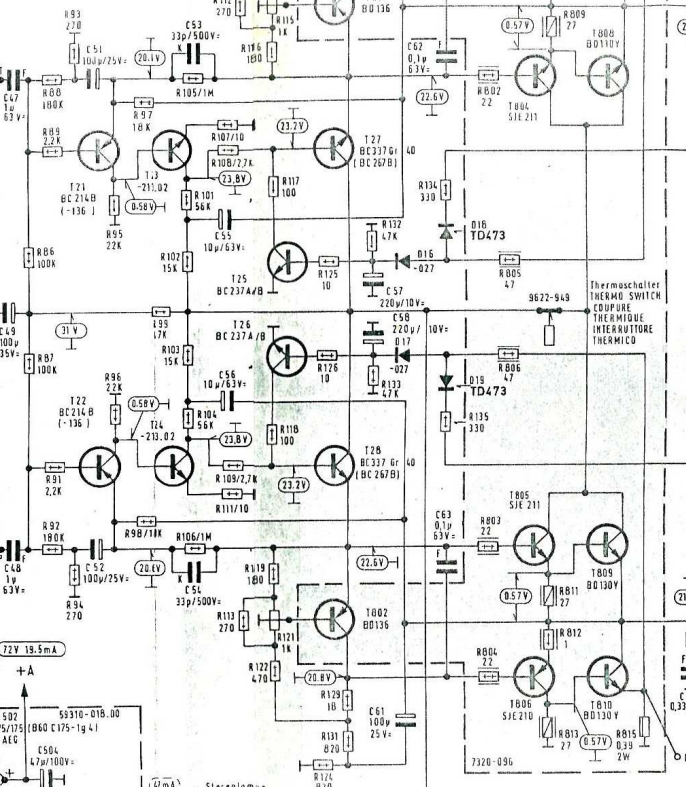 R93
270
C51
100µ/25V=
20.1V
C53
33p/500V=
K
R105/1M
270
R115
1K
R116
180
BD136
C62
0,1µ
63V=
F
0.57V
R809
27
T808
BD110Y
R802
22
T804
SJE211
22.6V
C47
1µ
63V=
F
R88
180K
R97
18K
R89
2,2K
T21
BC214B
(-136 )
0.58V
-211.02
R107/10
R108/2,7K
23,8V
23.2V
T27
BC337Gr 40
(BC267B)
R95
22K
R101
56K
R117
100
C55
10µ/63V=
R102
15K
R86
100K
T25
BC237A/B
R125
10
R132
47K
D16
-027
C57
220µ/10V=
R134
330
D18
TD473
R805
47
9622-949
Thermoschalter
THERMO SWITCH
COUPURE
THERMIQUE
INTERRUTTORE
THERMICO
C49
100µ
35V=
31V
R99
47K
R103
15K
T26
BC237A/B
C58
220µ/10V=
D17
-027
R126
10
R133
47K
R806
47
D19
TD473
R135
330
R87
100K
R96
22K
T22
BC214B
(-136 )
0.58V
T24
-213.02
C56
10µ/63V=
R104
56K
23,8V
R118
100
R109/2,7K
R111/10
23.2V
T28
BC337 Gr 40
(BC267B)
R91
2,2K
R92
180K
R98/18K
R106/1M
C48
1µ
63V=
F
C52
100µ/25V=
20.1V
K
C54
33p/500V=
R94
270
R119
180
R113
270
R121
1K
R122
470
T802
BD136
22.6V
C63
0,1µ
63V=
F
R803
22
T805
SJE211
T809
BD130Y
0.57V
R811
27
R812
1
R804
22
T806
SJE210
T810
BD130Y
R813
27
0.57V
R815
0,39
2W
7320-096
20.8V
R129
18
R131
820
R124
820
C61
100µ
25V=
72V 19.5mA
+A
59310-018.00
(B60 C175-1g4)
AEG
C504
47µ/100V=